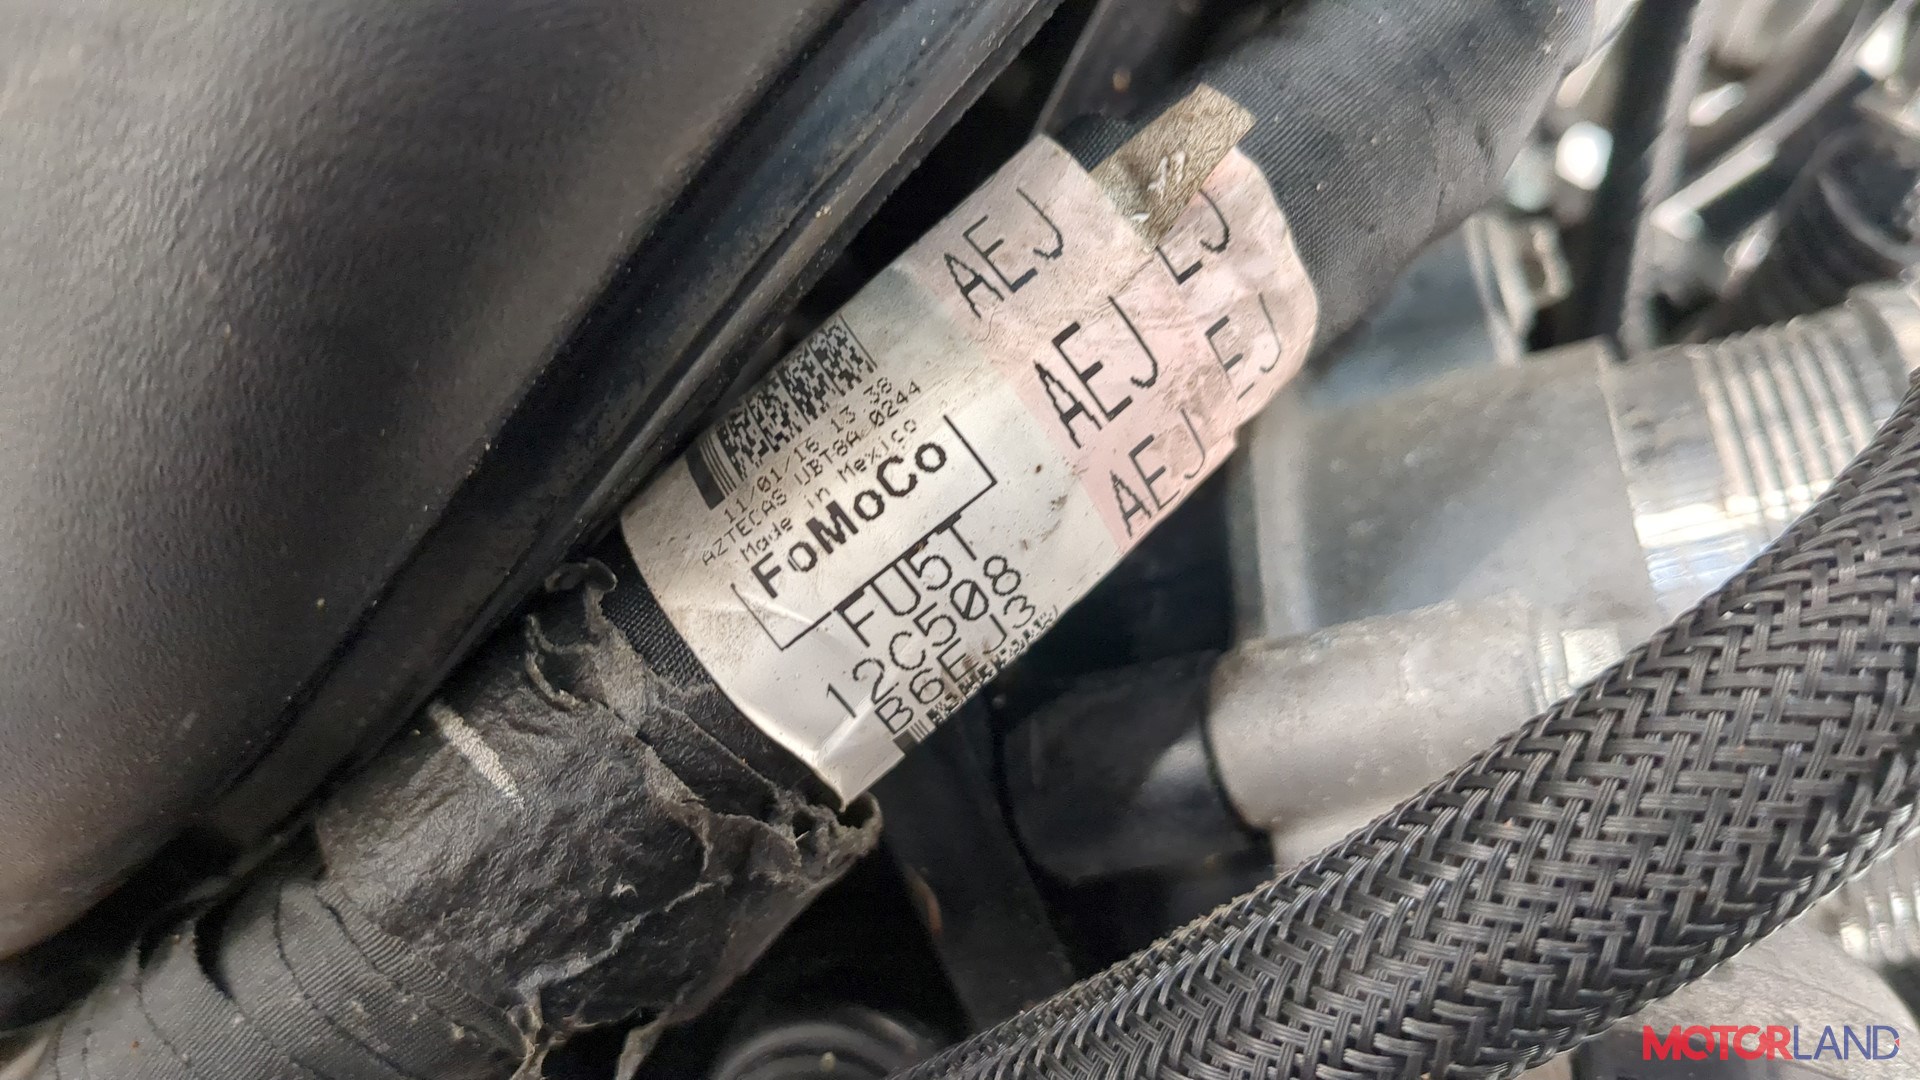 11/01/16 13 38
AZTECAS UBT8A 0244
Made in Mexico
FoMoCo
FU5T
12C508
B6EJ3
AEJ
AEJ
AEJ
EJ
EJ
MOTORLAND